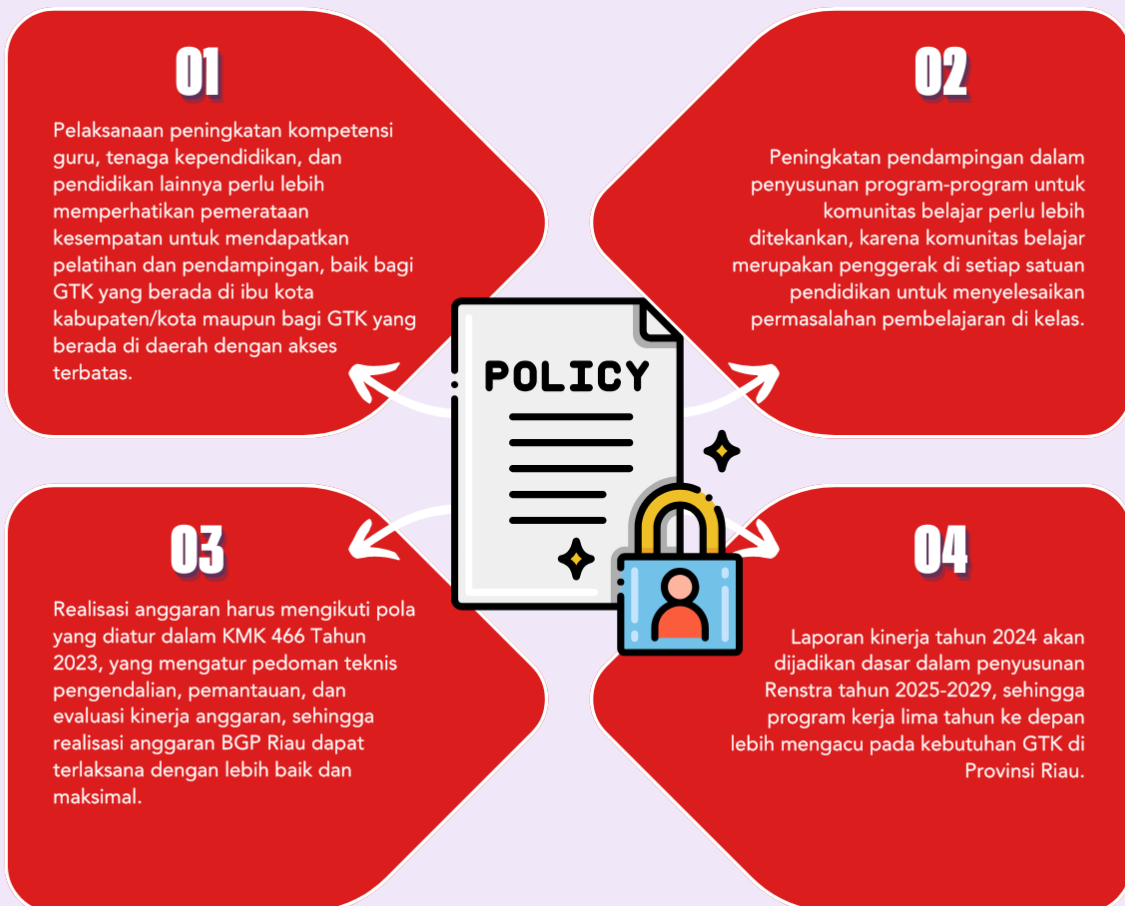 01
Pelaksanaan peningkatan kompetensi
guru, tenaga kependidikan, dan
pendidikan lainnya perlu lebih
memperhatikan pemerataan
kesempatan untuk mendapatkan
pelatihan dan pendampingan, baik bagi
GTK yang berada di ibu kota
kabupaten/kota maupun bagi GTK yang
berada di daerah dengan akses
terbatas.
02
Peningkatan pendampingan dalam
penyusunan program-program untuk
komunitas belajar perlu lebih
ditekankan, karena komunitas belajar
merupakan penggerak di setiap satuan
pendidikan untuk menyelesaikan
permasalahan pembelajaran di kelas.
POLICY
03
Realisasi anggaran harus mengikuti pola
yang diatur dalam KMK 466 Tahun
2023, yang mengatur pedoman teknis
pengendalian, pemantauan, dan
evaluasi kinerja anggaran, sehingga
realisasi anggaran BGP Riau dapat
terlaksana dengan lebih baik dan
maksimal.
04
Laporan kinerja tahun 2024 akan
dijadikan dasar dalam penyusunan
Renstra tahun 2025-2029, sehingga
program kerja lima tahun ke depan
lebih mengacu pada kebutuhan GTK di
Provinsi Riau.